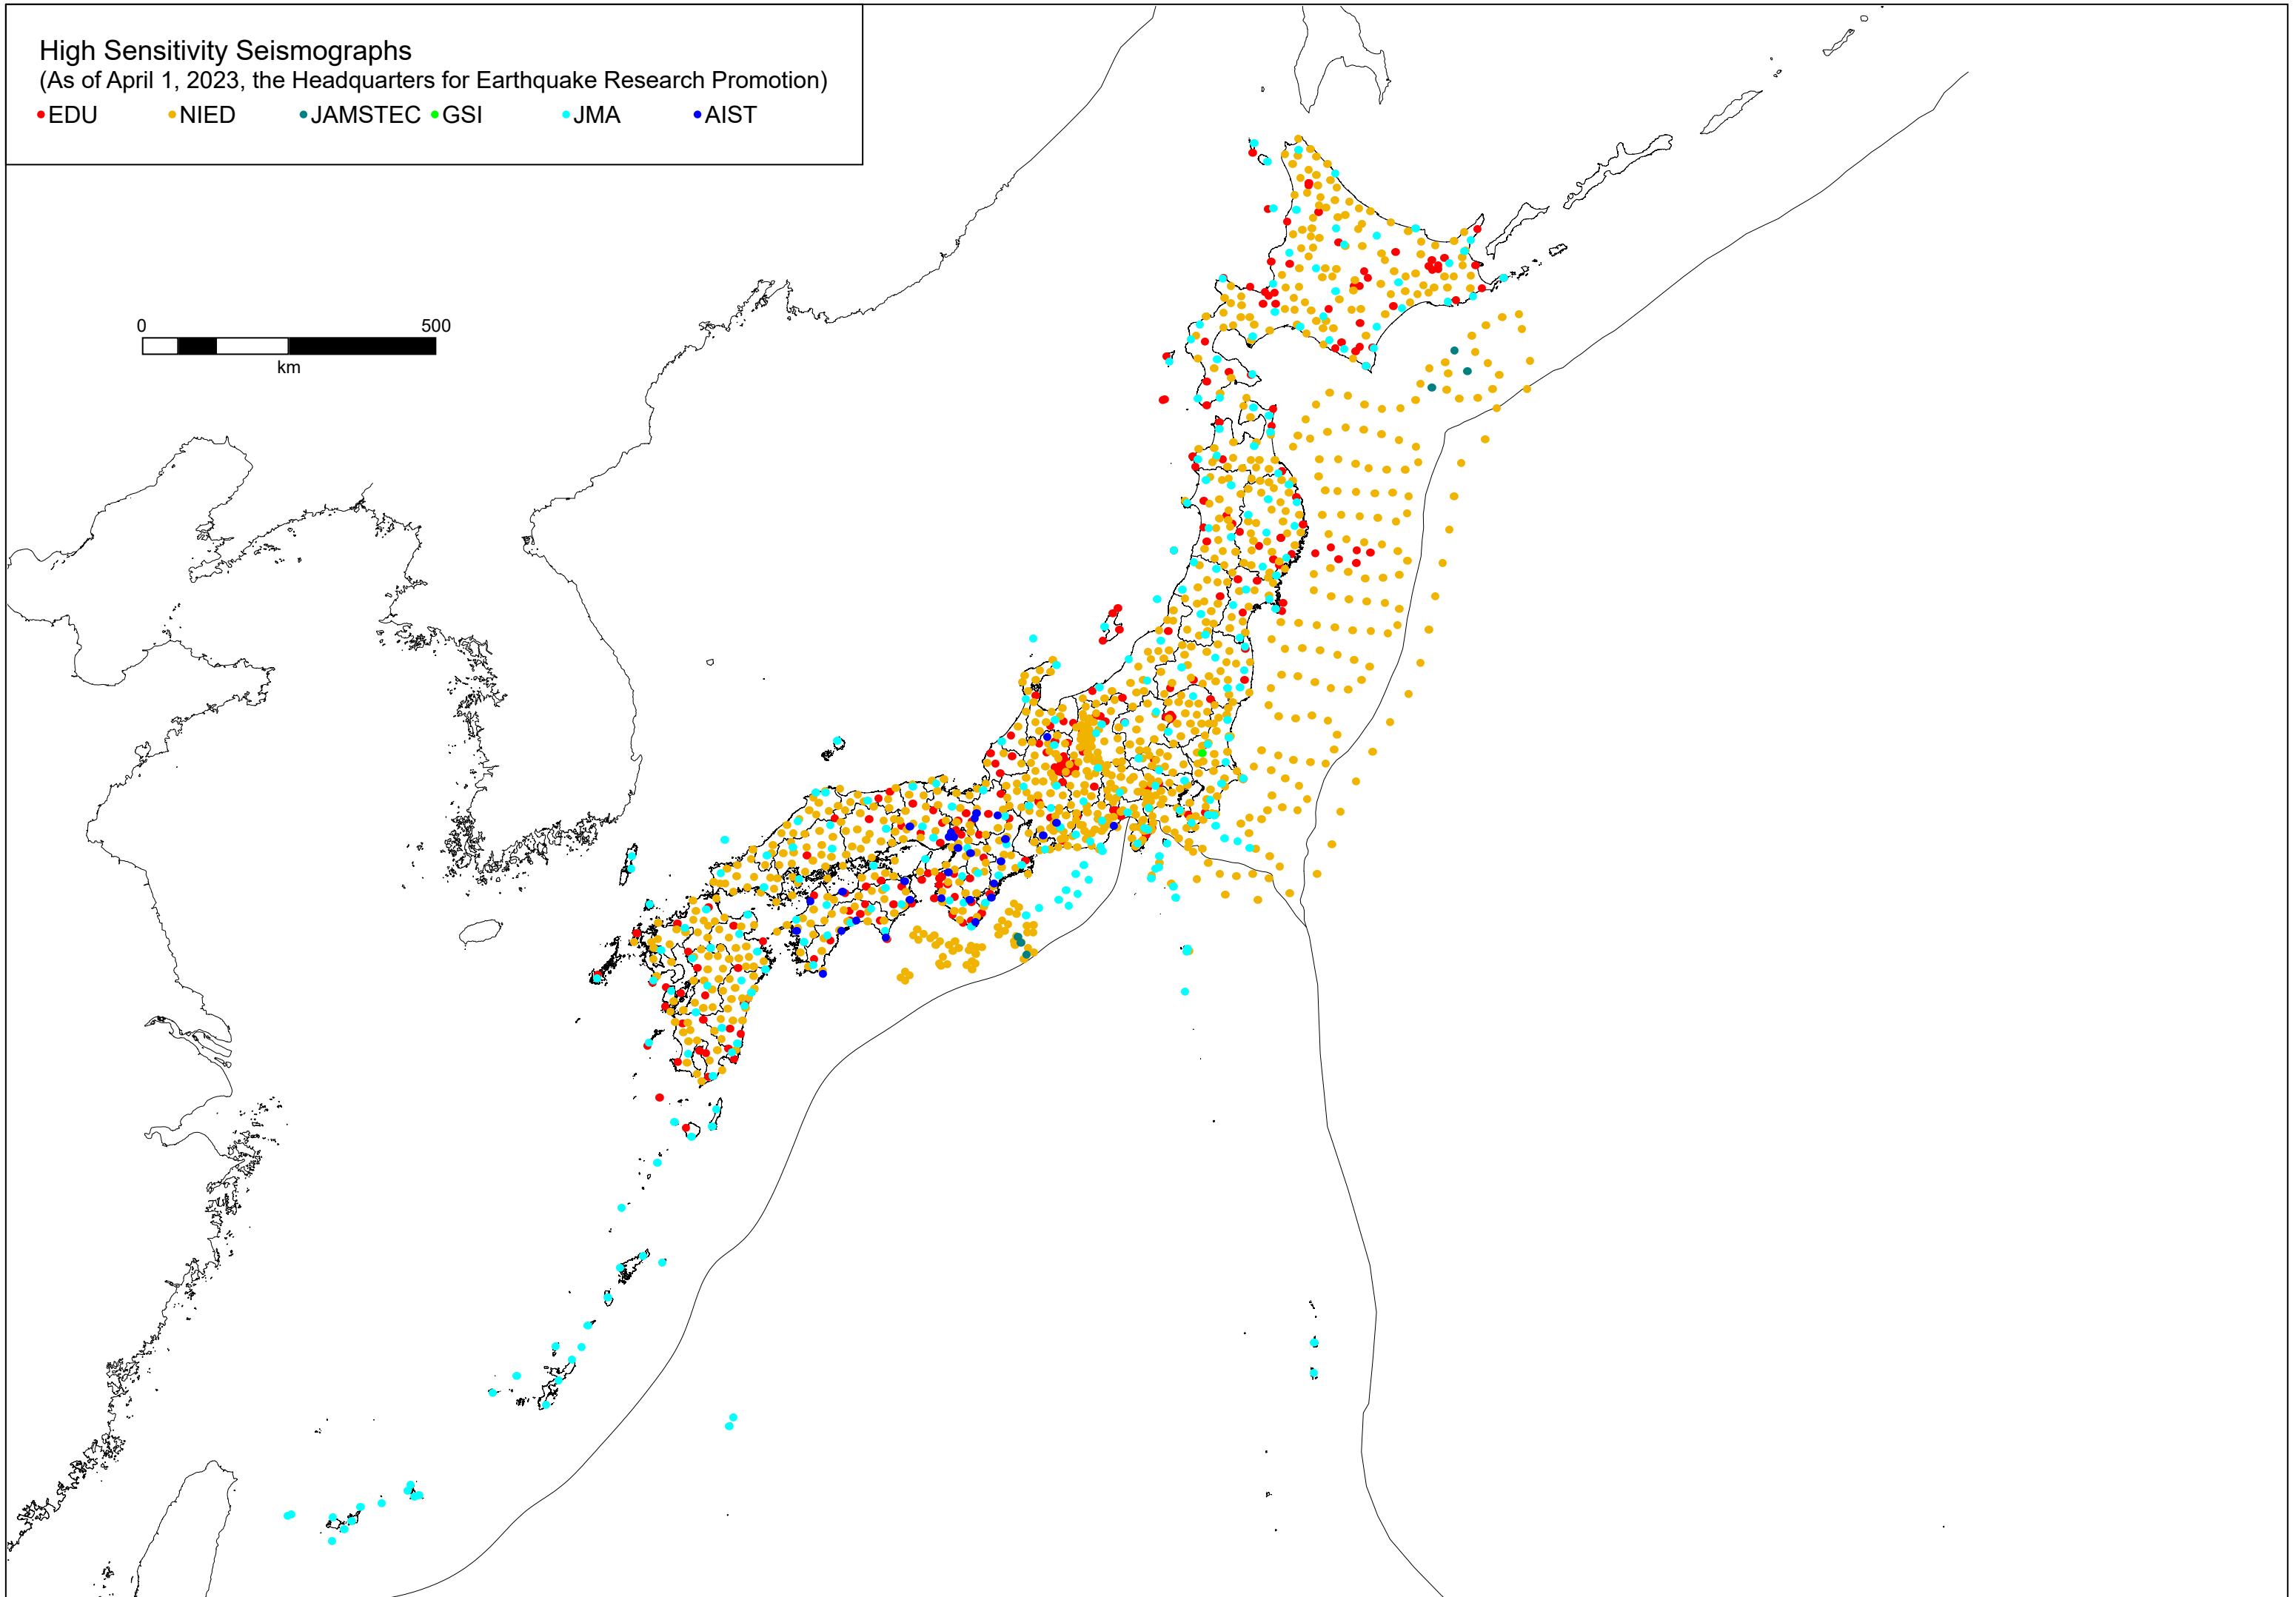 High Sensitivity Seismographs
(As of April 1, 2023, the Headquarters for Earthquake Research Promotion)
EDU NIED JAMSTEC GSI JMA AIST
0 500
km